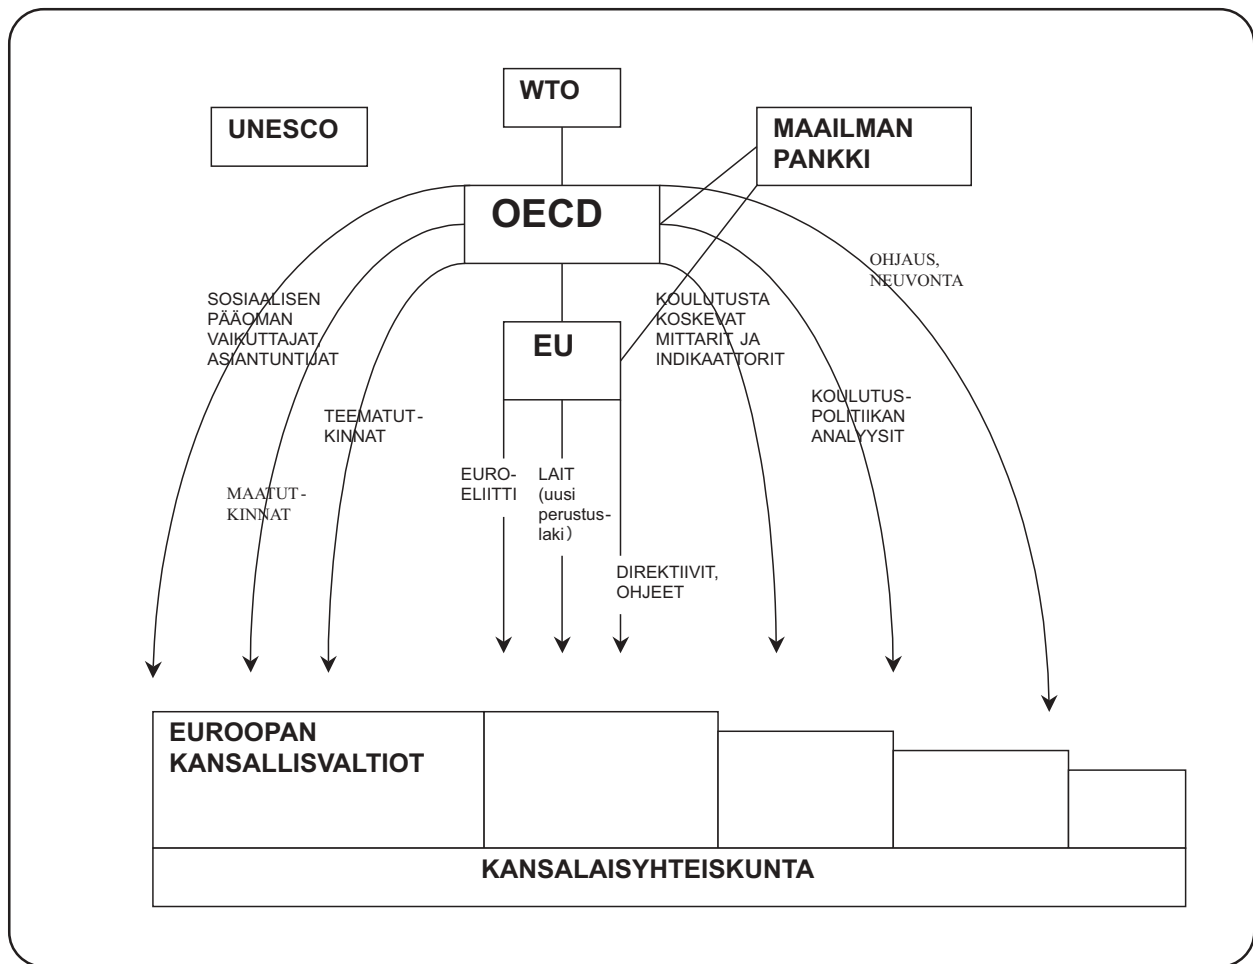 WTO
UNESCO
MAAILMAN
PANKKI
OECD
OHJAUS,
NEUVONTA
SOSIAALISEN
PÄÄOMAN
VAIKUTTAJAT,
ASIANTUNTIJAT
KOULUTUSTA
KOSKEVAT
MITTARIT JA
INDIKAATTORIT
EU
TEEMATUT-
KINNAT
KOULUTUS-
POLITIIKAN
ANALYYSIT
MAATUT-
KINNAT
EURO-
ELIITTI
LAIT
(uusi
perustus-
laki)
DIREKTIIVIT,
OHJEET
EUROOPAN
KANSALLISVALTIOT
KANSALAISYHTEISKUNTA